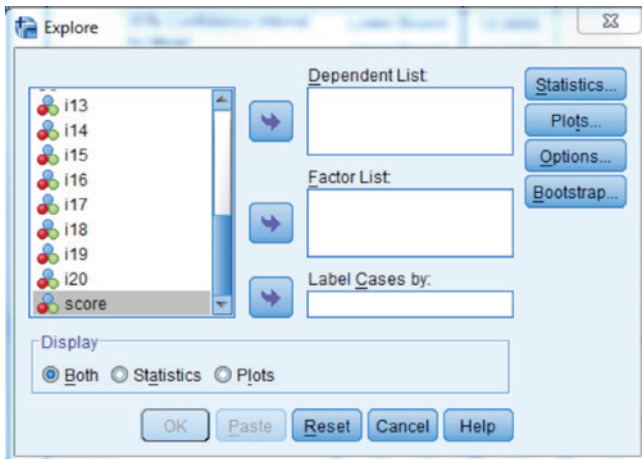 Explore
Dependent List:
Statistics...
Plots...
Options...
Bootstrap...
i13
i14
i15
i16
i17
i18
i19
i20
score
Factor List:
Label Cases by:
Display
Both Statistics Plots
OK Paste Reset Cancel Help